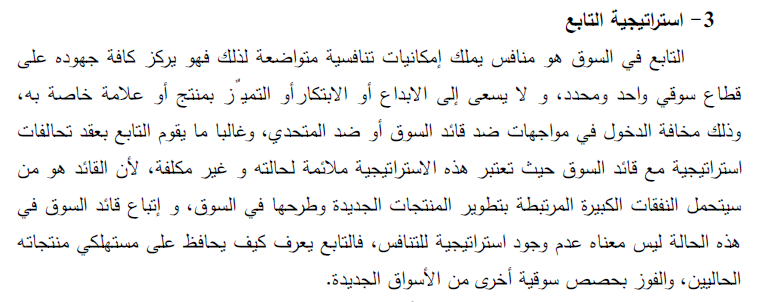 3- استراتيجية التابع
التابع في السوق هو منافس يملك إمكانيات تنافسية متواضعة لذلك فهو يركز كافة جهوده على
قطاع سوقي واحد ومحدد، و لا يسعى إلى الابداع أو الابتكار أو التميّز بمنتج أو علامة خاصة به،
وذلك مخافة الدخول في مواجهات ضد قائد السوق أو ضد المتحدي، وغالبا ما يقوم التابع بعقد تحالفات
استراتيجية مع قائد السوق حيث تعتبر هذه الاستراتيجية ملائمة لحالته و غير مكلفة، لأن القائد هو من
سيتحمل النفقات الكبيرة المرتبطة بتطوير المنتجات الجديدة وطرحها في السوق، و إتباع قائد السوق في
هذه الحالة ليس معناه عدم وجود استراتيجية للتنافس، فالتابع يعرف كيف يحافظ على مستهلكي منتجاته
الحاليين، والفوز بحصص سوقية أخرى من الأسواق الجديدة.